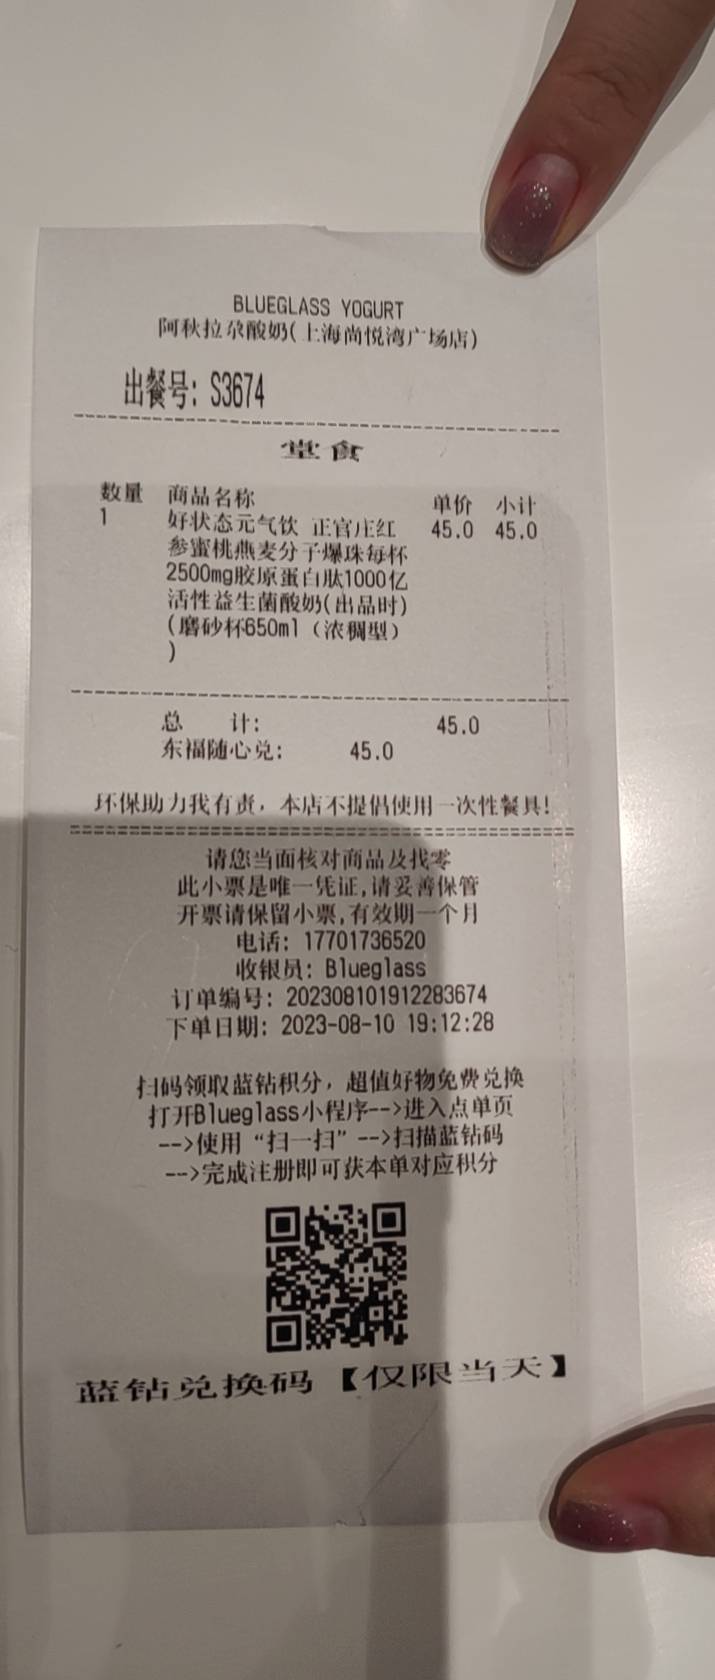 BLUEGLASS YOGURT
阿秋拉尕酸奶(上海尚悦湾广场店)
出餐号: S3674
堂食
数量 商品名称 单价 小计
1 好状态元气饮 正官庄红 45.0 45.0
参蜜桃燕麦分子爆珠每杯
2500mg胶原蛋白肽1000亿
活性益生菌酸奶(出品时)
(磨砂杯650ml（浓稠型）
)
总 计: 45.0
东福随心兑: 45.0
环保助力我有责，本店不提倡使用一次性餐具!
请您当面核对商品及找零
此小票是唯一凭证,请妥善保管
开票请保留小票,有效期一个月
电话: 17701736520
收银员: Blueglass
订单编号: 202308101912283674
下单日期: 2023-08-10 19:12:28
扫码领取蓝钻积分，超值好物免费兑换
打开Blueglass小程序-->进入点单页
-->使用“扫一扫”-->扫描蓝钻码
-->完成注册即可获本单对应积分
蓝钻兑换码【仅限当天】